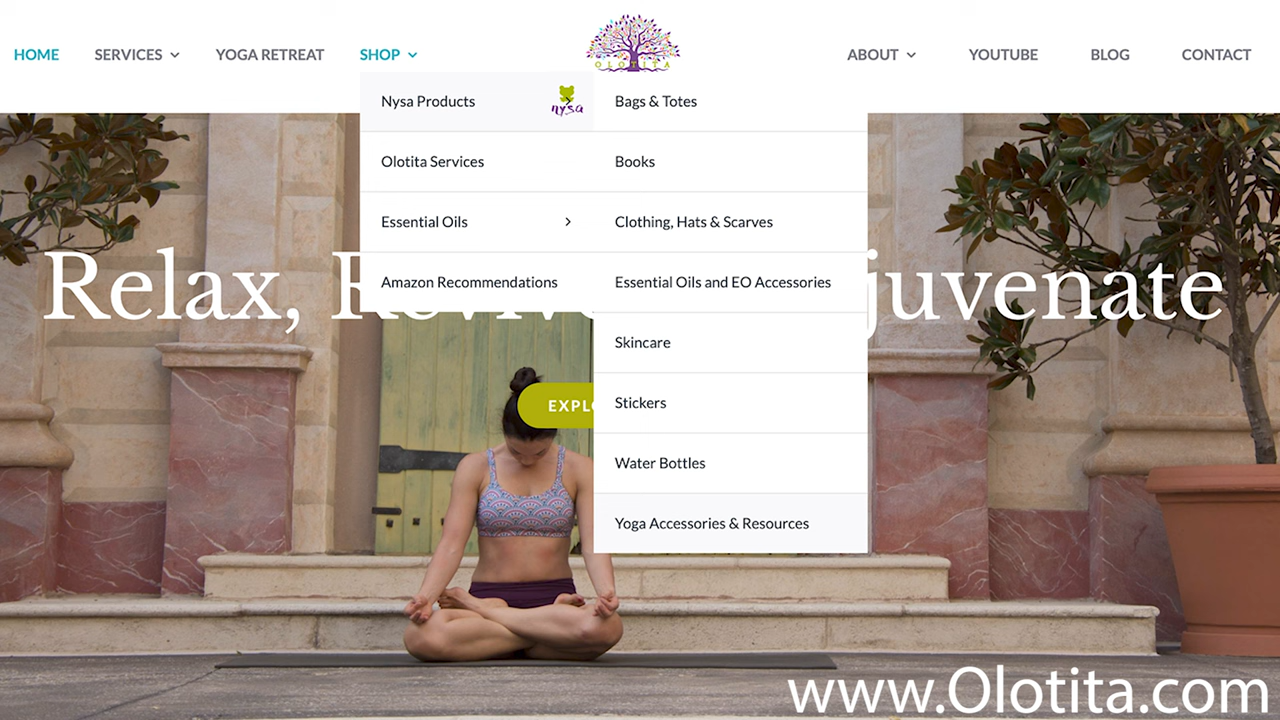 HOME SERVICES YOGA RETREAT SHOP OLOTITA ABOUT YOUTUBE BLOG CONTACT
Nysa Products nysa Bags & Totes
Olotita Services Books
Essential Oils Clothing, Hats & Scarves
Amazon Recommendations Essential Oils and EO Accessories
Relax,
Skincare
Stickers
Water Bottles
Yoga Accessories & Resources
www.Olotita.com